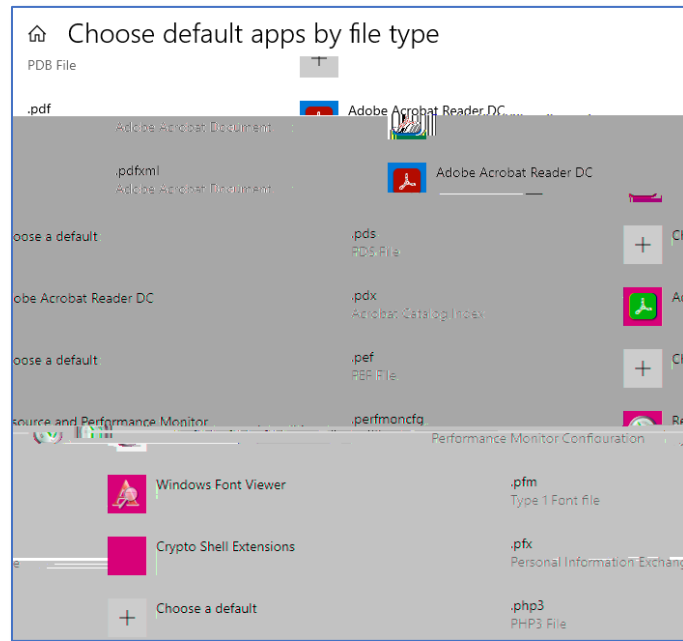 Choose default apps by file type
PDB File
.pdf
Adobe Acrobat Reader DC
Adobe Acrobat Document
.pdfxml
Adobe Acrobat Reader DC
Adobe Acrobat Document
oose a default
.pds
PDS File
obe Acrobat Reader DC
.pdx
Acrobat Catalog Index
oose a default
.pef
PEF File
source and Performance Monitor
.perfmoncfg
Performance Monitor Configuration
Windows Font Viewer
.pfm
Type 1 Font file
Crypto Shell Extensions
.pfx
Personal Information Exchang
Choose a default
.php3
PHP3 File